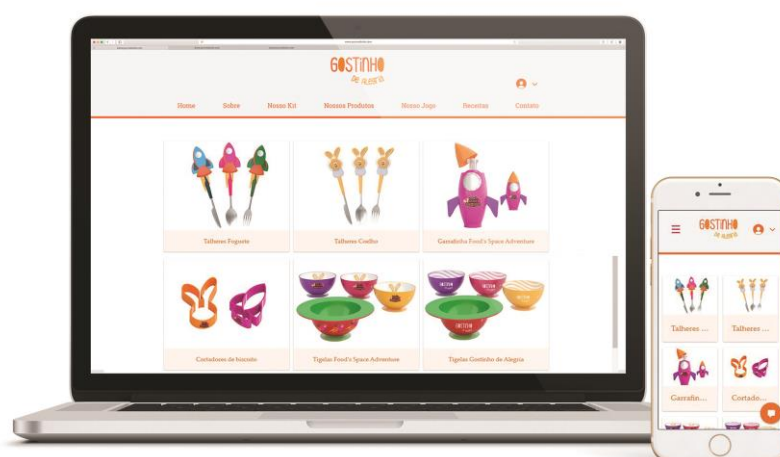 GOSTINHO
DE ALEGRIA
Home Sobre Nosso Kit Nossos Produtos Nosso Jogo Receitas Contato
Talheres Foguete Talheres Coelho Garrafinha Food's Space Adventure
Cortadores de biscoito Tigelas Food's Space Adventure Tigelas Gostinho de Alegria
GOSTINHO
DE ALEGRIA
Talheres ... Talheres ...
Garrafin... Cortado...